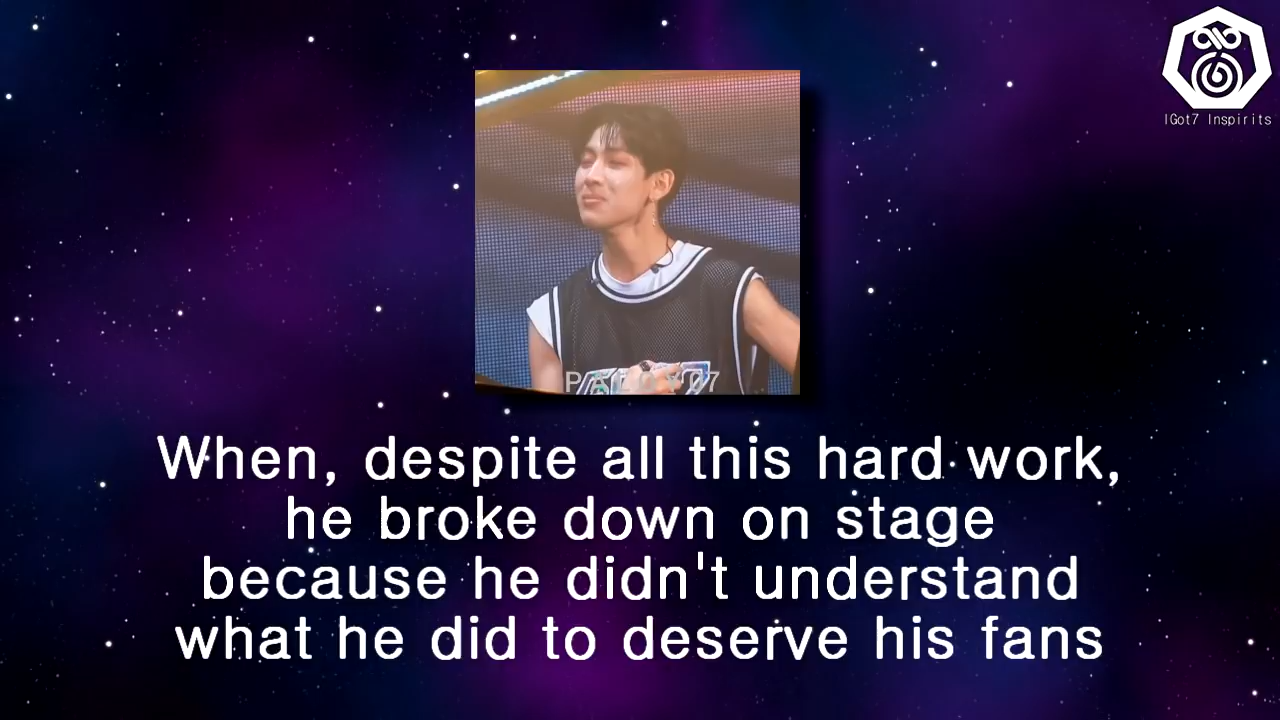 IGot7 Inspirits
PALOY07
When, despite all this hard work,
he broke down on stage
because he didn't understand
what he did to deserve his fans